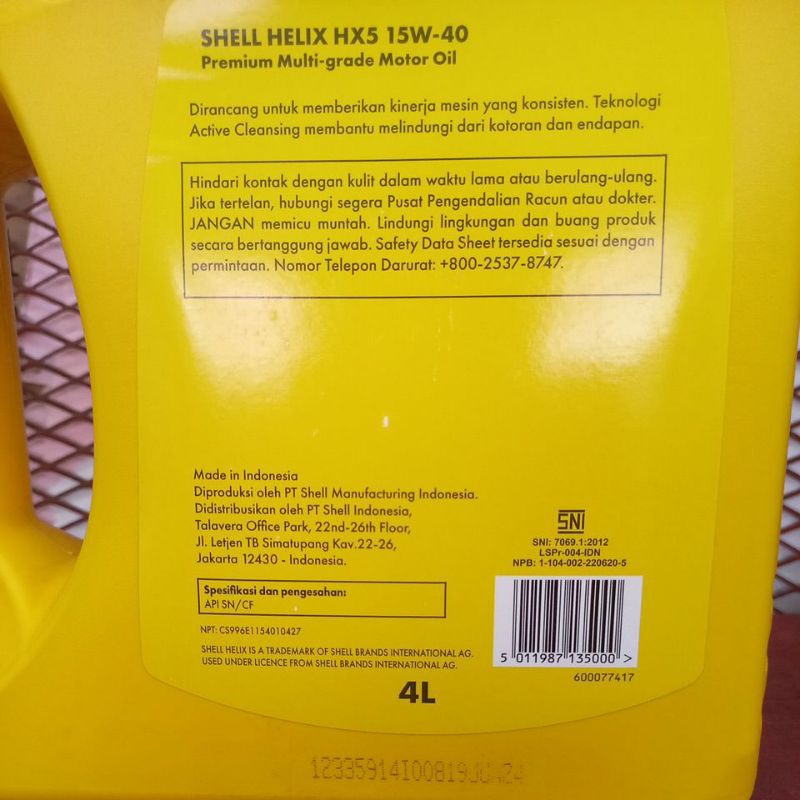 SHELL HELIX HX5 15W-40
Premium Multi-grade Motor Oil
Dirancang untuk memberikan kinerja mesin yang konsisten. Teknologi
Active Cleansing membantu melindungi dari kotoran dan endapan.
Hindari kontak dengan kulit dalam waktu lama atau berulang-ulang.
Jika tertelan, hubungi segera Pusat Pengendalian Racun atau dokter.
JANGAN memicu muntah. Lindungi lingkungan dan buang produk
secara bertanggung jawab. Safety Data Sheet tersedia sesuai dengan
permintaan. Nomor Telepon Darurat: +800-2537-8747.
Made in Indonesia
Diproduksi oleh PT Shell Manufacturing Indonesia.
Didistribusikan oleh PT Shell Indonesia,
Talavera Office Park, 22nd-26th Floor,
Jl. Letjen TB Simatupang Kav.22-26,
Jakarta 12430 - Indonesia.
SNI
SNI: 7069.1:2012
LSPr-004-IDN
NPB: 1-104-002-220620-5
Spesifikasi dan pengesahan:
API SN/CF
NPT: CS996E1154010427
SHELL HELIX IS A TRADEMARK OF SHELL BRANDS INTERNATIONAL AG.
USED UNDER LICENCE FROM SHELL BRANDS INTERNATIONAL AG.
5 011987 135000 >
600077417
4L